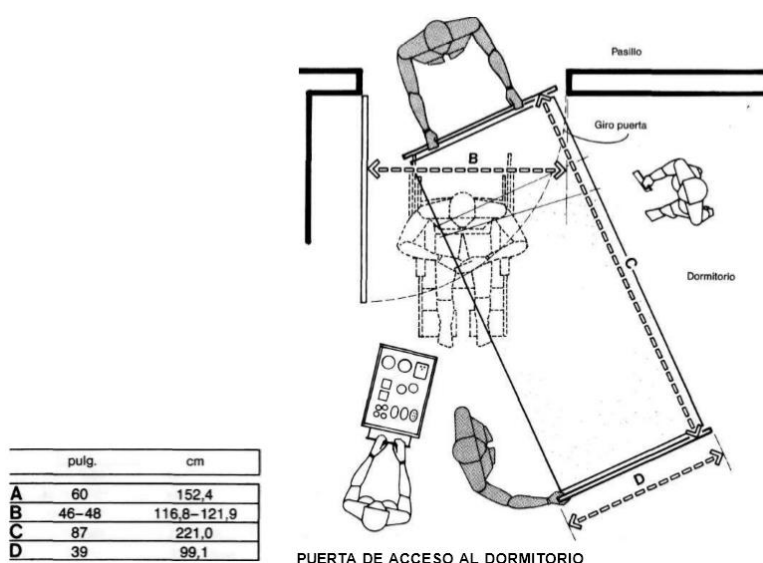 Pasillo
Giro puerta
B
C
Dormitorio
D
pulg. cm
A 60 152,4
B 46–48 116,8–121,9
C 87 221,0
D 39 99,1
PUERTA DE ACCESO AL DORMITORIO